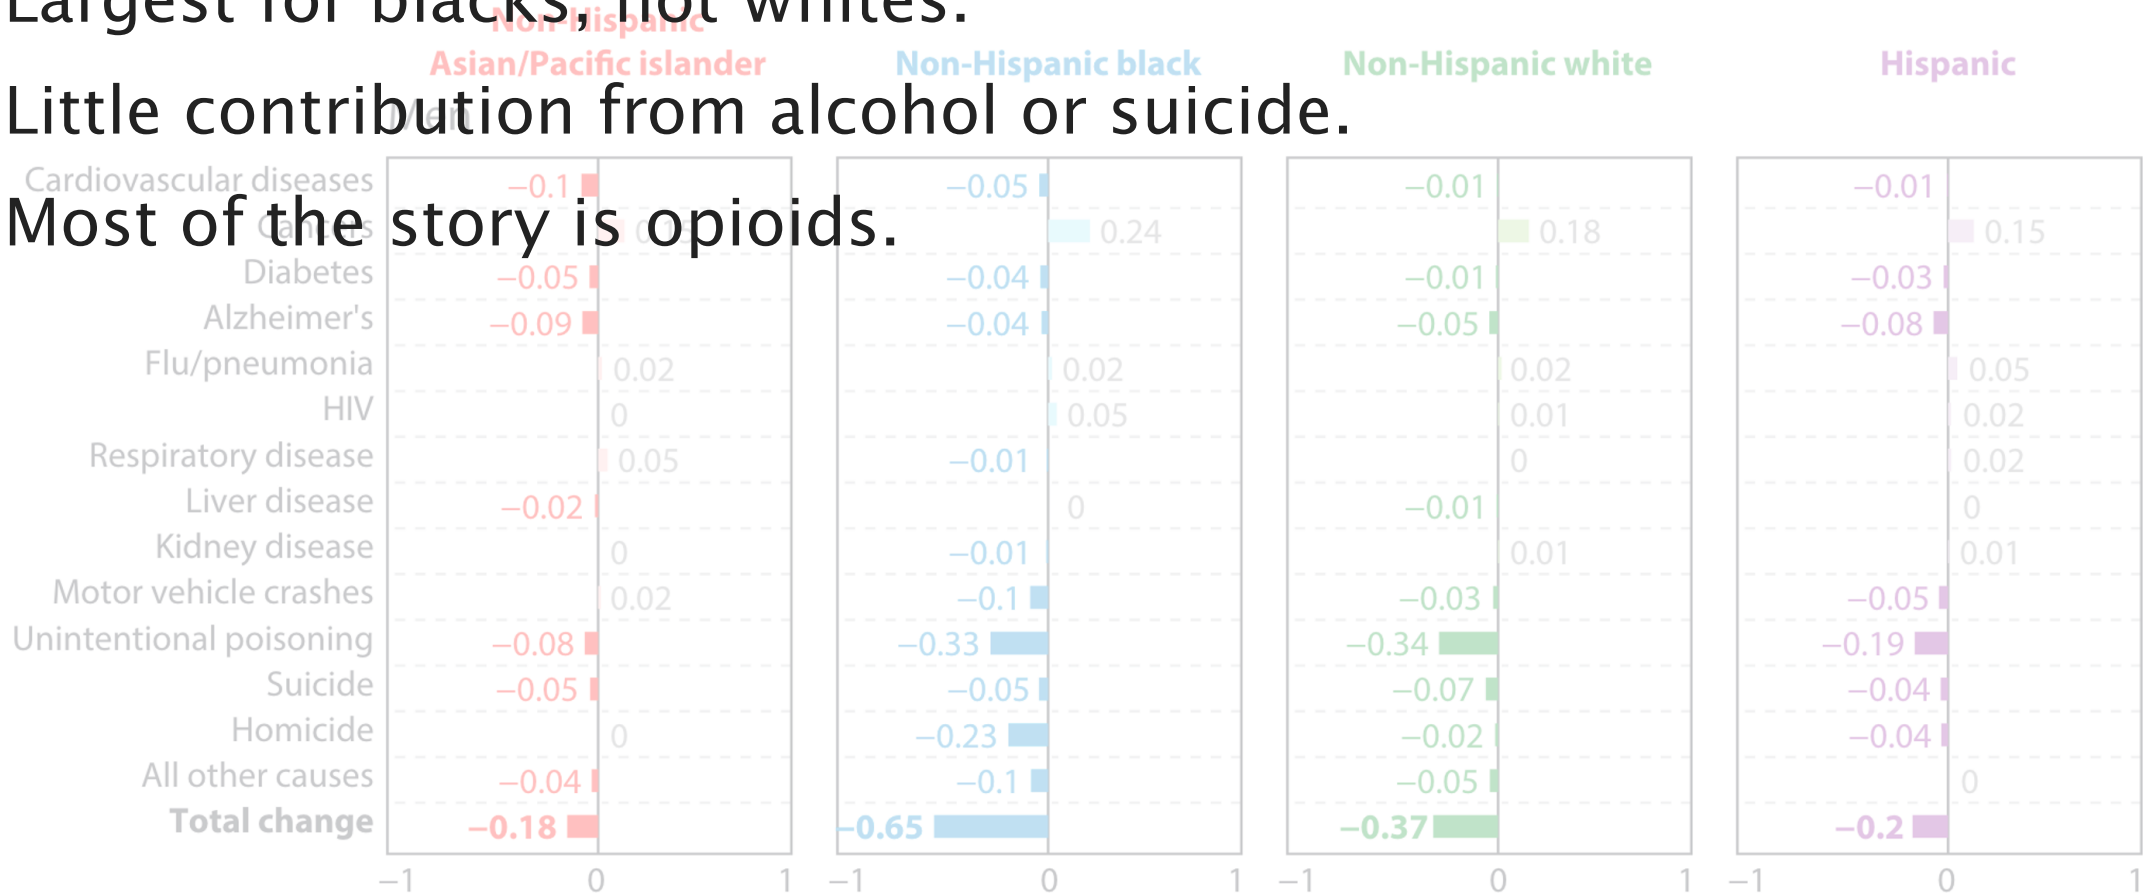 Largest for blacks, not whites.
Non-Hispanic
Asian/Pacific islander Non-Hispanic black Non-Hispanic white Hispanic
Little contribution from alcohol or suicide.
Men
Most of the story is opioids.
Cardiovascular diseases −0.1 −0.05 −0.01 −0.01
Cancers 0.15 0.24 0.18 0.15
Diabetes −0.05 −0.04 −0.01 −0.03
Alzheimer's −0.09 −0.04 −0.05 −0.08
Flu/pneumonia 0.02 0.02 0.02 0.05
HIV 0 0.05 0.01 0.02
Respiratory disease 0.05 −0.01 0 0.02
Liver disease −0.02 0 −0.01 0
Kidney disease 0 −0.01 0.01 0.01
Motor vehicle crashes 0.02 −0.1 −0.03 −0.05
Unintentional poisoning −0.08 −0.33 −0.34 −0.19
Suicide −0.05 −0.05 −0.07 −0.04
Homicide 0 −0.23 −0.02 −0.04
All other causes −0.04 −0.1 −0.05 0
Total change −0.18 −0.65 −0.37 −0.2
−1 0 1 −1 0 1 −1 0 1 −1 0 1